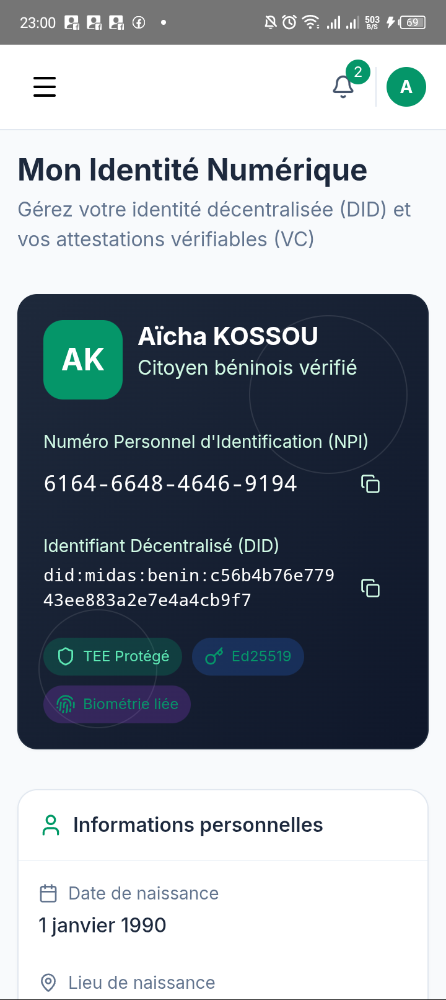 23:00
503
B/S
69
2
A
Mon Identité Numérique
Gérez votre identité décentralisée (DID) et
vos attestations vérifiables (VC)
AK
Aïcha KOSSOU
Citoyen béninois vérifié
Numéro Personnel d'Identification (NPI)
6164-6648-4646-9194
Identifiant Décentralisé (DID)
did:midas:benin:c56b4b76e779
43ee883a2e7e4a4cb9f7
TEE Protégé
Ed25519
Biométrie liée
Informations personnelles
Date de naissance
1 janvier 1990
Lieu de naissance